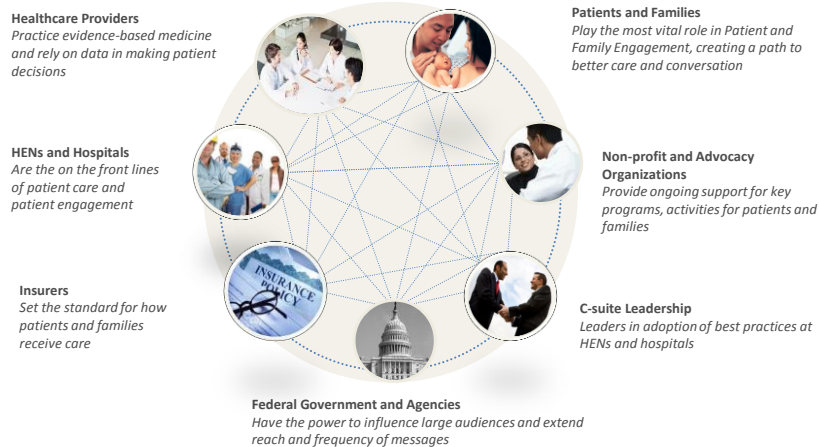 Healthcare Providers
Practice evidence-based medicine
and rely on data in making patient
decisions
Patients and Families
Play the most vital role in Patient and
Family Engagement, creating a path to
better care and conversation
HENs and Hospitals
Are the on the front lines
of patient care and
patient engagement
Non-profit and Advocacy
Organizations
Provide ongoing support for key
programs, activities for patients and
families
Insurers
Set the standard for how
patients and families
receive care
INSURANCE
POLICY
C-suite Leadership
Leaders in adoption of best practices at
HENs and hospitals
Federal Government and Agencies
Have the power to influence large audiences and extend
reach and frequency of messages